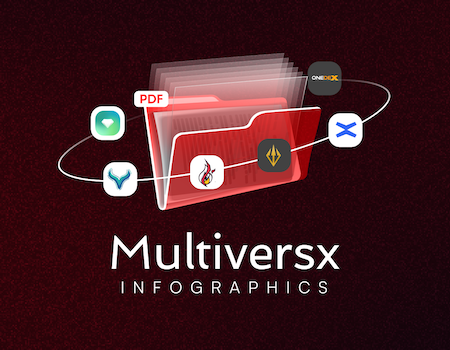 ONEDEX
PDF
Multiversx
INFOGRAPHICS